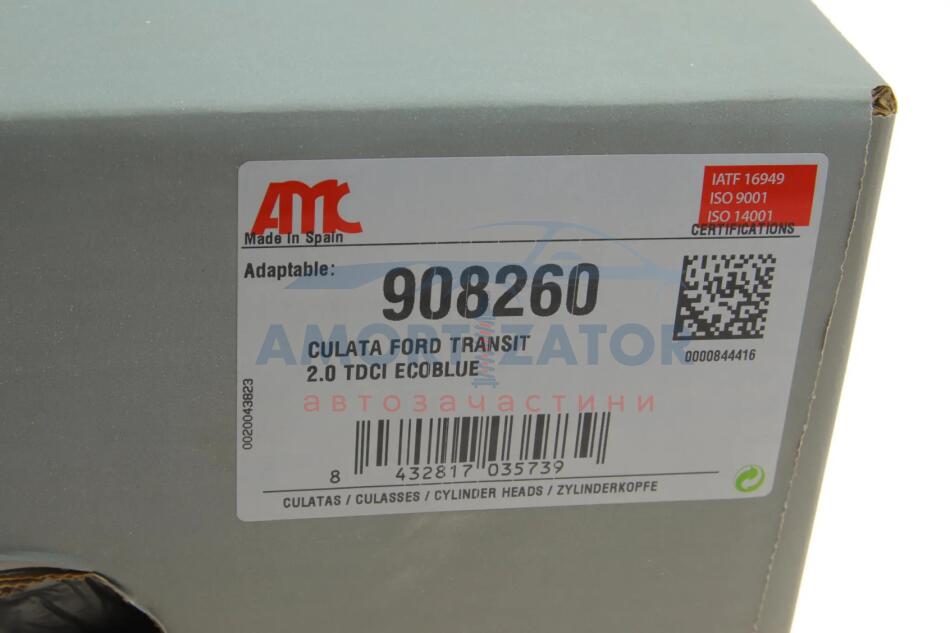 AMC
Made In Spain
IATF 16949
ISO 9001
ISO 14001
CERTIFICATIONS
Adaptable:
908260
0000844416
AMORTIZATOR
CULATA FORD TRANSIT
2.0 TDCI ECOBLUE
автозачастини
0020043823
8 432817 035739
CULATAS / CULASSES / CYLINDER HEADS / ZYLINDERKOPFE